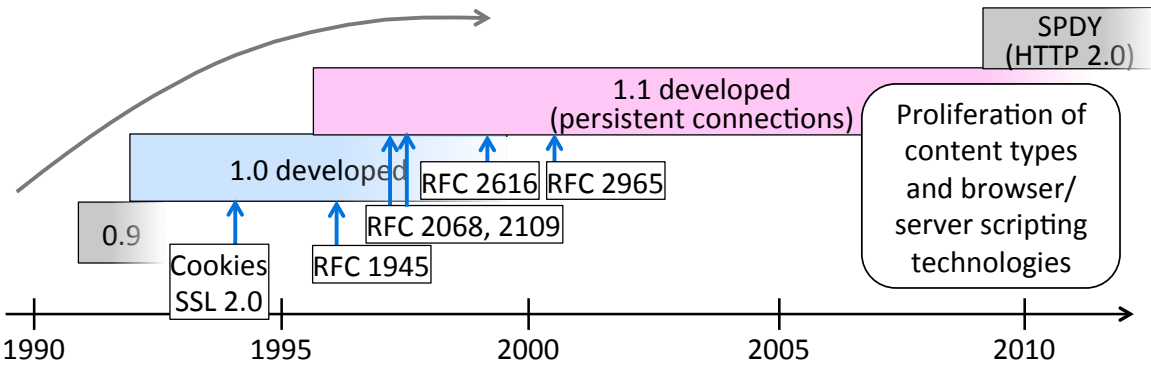 SPDY
(HTTP 2.0)
1.1 developed
(persistent connections)
Proliferation of
content types
and browser/
server scripting
technologies
1.0 developed
RFC 2616
RFC 2965
0.9
RFC 2068, 2109
Cookies
SSL 2.0
RFC 1945
1990
1995
2000
2005
2010